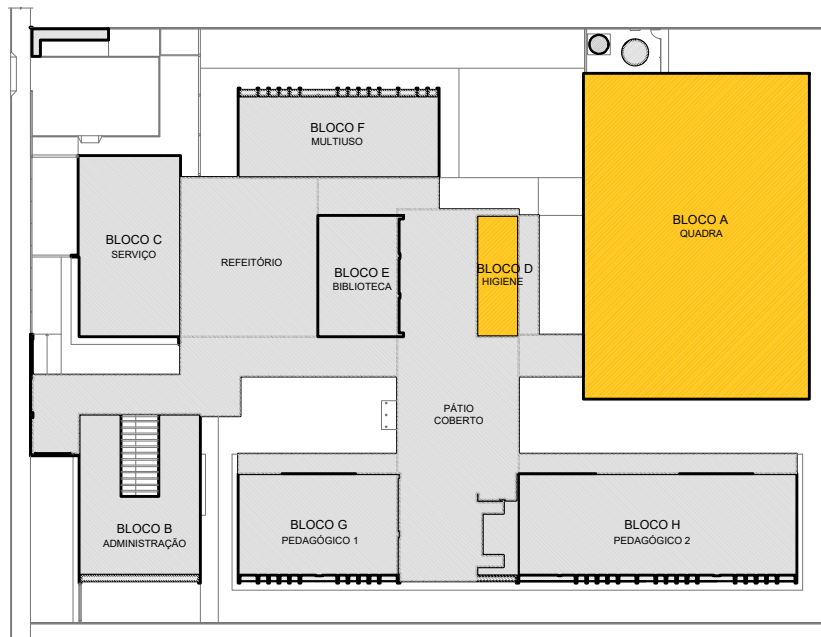 BLOCO F
MULTIUSO
BLOCO A
QUADRA
BLOCO C
SERVIÇO
REFEITÓRIO
BLOCO E
BIBLIOTECA
BLOCO D
HIGIENE
PÁTIO
COBERTO
BLOCO B
ADMINISTRAÇÃO
BLOCO G
PEDAGÓGICO 1
BLOCO H
PEDAGÓGICO 2